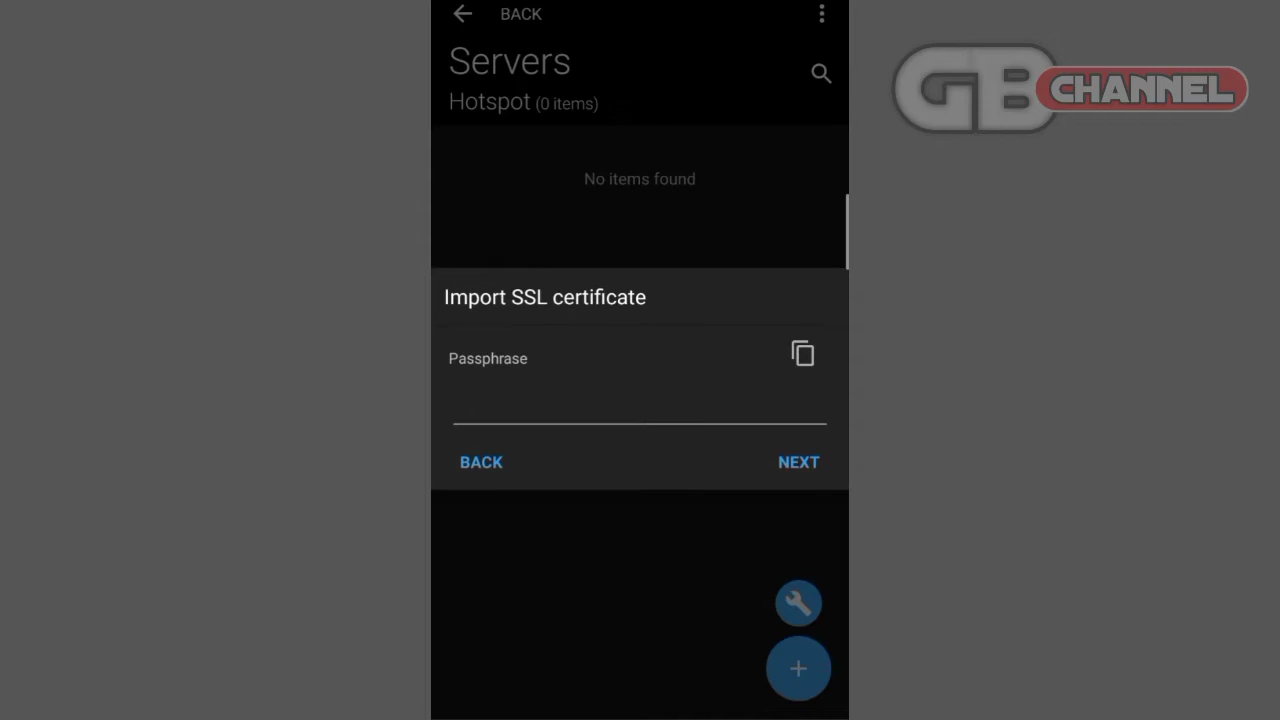 BACK
Servers
Hotspot (0 items)
No items found
Import SSL certificate
Passphrase
BACK NEXT
GB CHANNEL